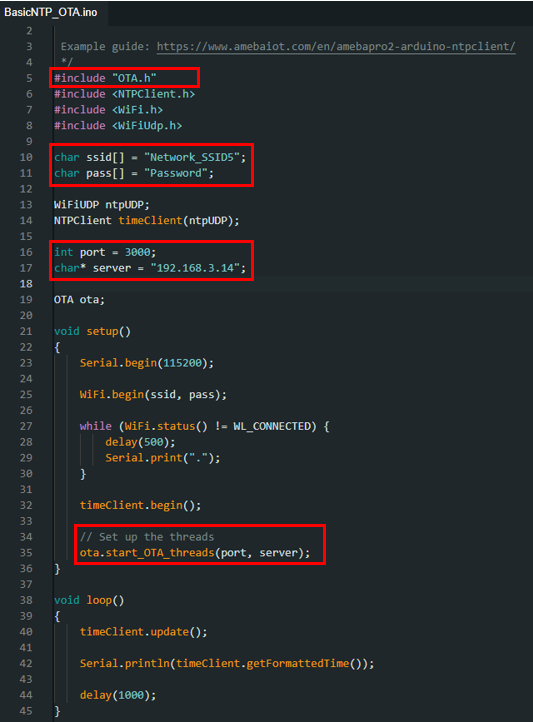 BasicNTP_OTA.ino
2
3 Example guide: https://www.amebaiot.com/en/amebapro2-arduino-ntpclient/
4 */
5 #include "OTA.h"
6 #include <NTPClient.h>
7 #include <WiFi.h>
8 #include <WiFiUdp.h>
9
10 char ssid[] = "Network_SSID5";
11 char pass[] = "Password";
12
13 WiFiUDP ntpUDP;
14 NTPClient timeClient(ntpUDP);
15
16 int port = 3000;
17 char* server = "192.168.3.14";
18
19 OTA ota;
20
21 void setup()
22 {
23 Serial.begin(115200);
24
25 WiFi.begin(ssid, pass);
26
27 while (WiFi.status() != WL_CONNECTED) {
28 delay(500);
29 Serial.print(".");
30 }
31
32 timeClient.begin();
33
34 // Set up the threads
35 ota.start_OTA_threads(port, server);
36 }
37
38 void loop()
39 {
40 timeClient.update();
41
42 Serial.println(timeClient.getFormattedTime());
43
44 delay(1000);
45 }